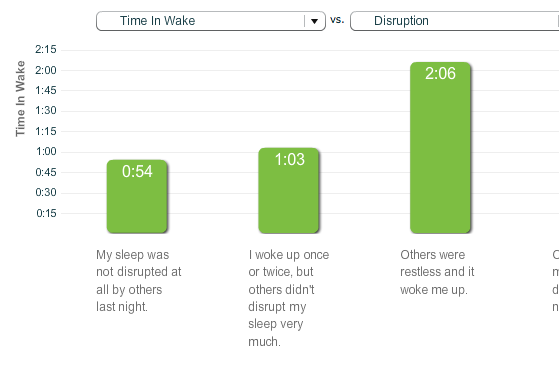 Time In Wake vs. Disruption
Time In Wake
2:15
2:00
1:45
1:30
1:15
1:00
0:45
0:30
0:15
0:54
1:03
2:06
My sleep was
not disrupted at
all by others
last night.
I woke up once
or twice, but
others didn't
disrupt my
sleep very
much.
Others were
restless and it
woke me up.